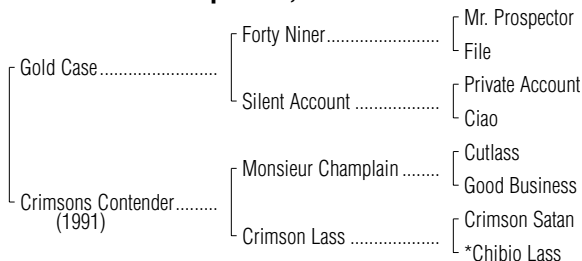 Mr. Prospector
Forty Niner
File
Gold Case
Private Account
Silent Account
Ciao
Cutlass
Monsieur Champlain
Good Business
Crimsons Contender
(1991)
Crimson Satan
Crimson Lass
*Chibio Lass